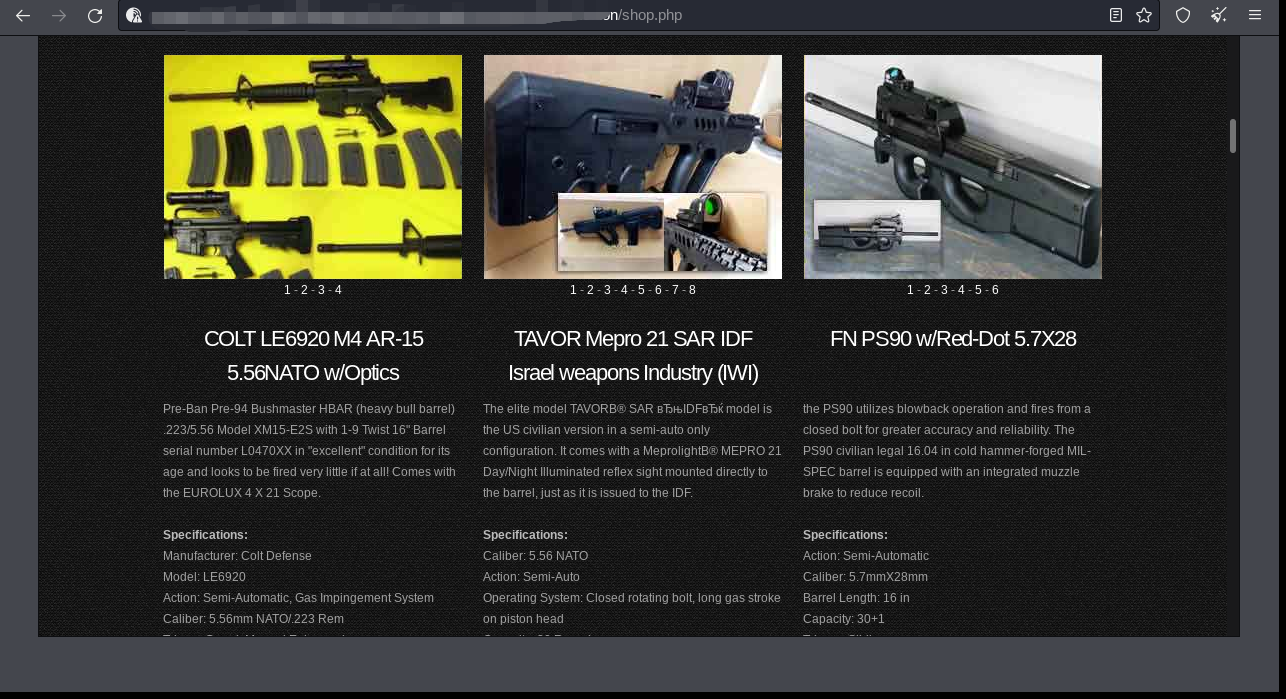 on/shop.php
1 - 2 - 3 - 4
1 - 2 - 3 - 4 - 5 - 6 - 7 - 8
1 - 2 - 3 - 4 - 5 - 6
COLT LE6920 M4 AR-15
5.56NATO w/Optics
Pre-Ban Pre-94 Bushmaster HBAR (heavy bull barrel)
.223/5.56 Model XM15-E2S with 1-9 Twist 16" Barrel
serial number L0470XX in "excellent" condition for its
age and looks to be fired very little if at all! Comes with
the EUROLUX 4 X 21 Scope.
Specifications:
Manufacturer: Colt Defense
Model: LE6920
Action: Semi-Automatic, Gas Impingement System
Caliber: 5.56mm NATO/.223 Rem
TAVOR Mepro 21 SAR IDF
Israel weapons Industry (IWI)
The elite model TAVORВ® SAR вЂњIDFвЂќ model is
the US civilian version in a semi-auto only
configuration. It comes with a MeprolightВ® MEPRO 21
Day/Night Illuminated reflex sight mounted directly to
the barrel, just as it is issued to the IDF.
Specifications:
Caliber: 5.56 NATO
Action: Semi-Auto
Operating System: Closed rotating bolt, long gas stroke
on piston head
FN PS90 w/Red-Dot 5.7X28
the PS90 utilizes blowback operation and fires from a
closed bolt for greater accuracy and reliability. The
PS90 civilian legal 16.04 in cold hammer-forged MIL-
SPEC barrel is equipped with an integrated muzzle
brake to reduce recoil.
Specifications:
Action: Semi-Automatic
Caliber: 5.7mmX28mm
Barrel Length: 16 in
Capacity: 30+1